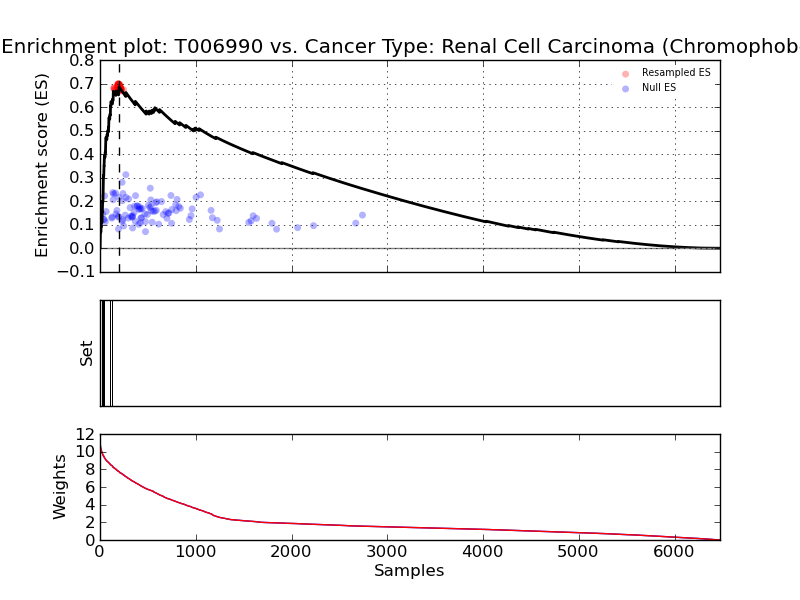 Enrichment plot: T006990 vs. Cancer Type: Renal Cell Carcinoma (Chromophob
0.8
0.7
0.6
0.5
0.4
0.3
0.2
0.1
0.0
−0.1
Enrichment score (ES)
Resampled ES
Null ES
Set
12
10
8
6
4
2
0
Weights
0 1000 2000 3000 4000 5000 6000
Samples